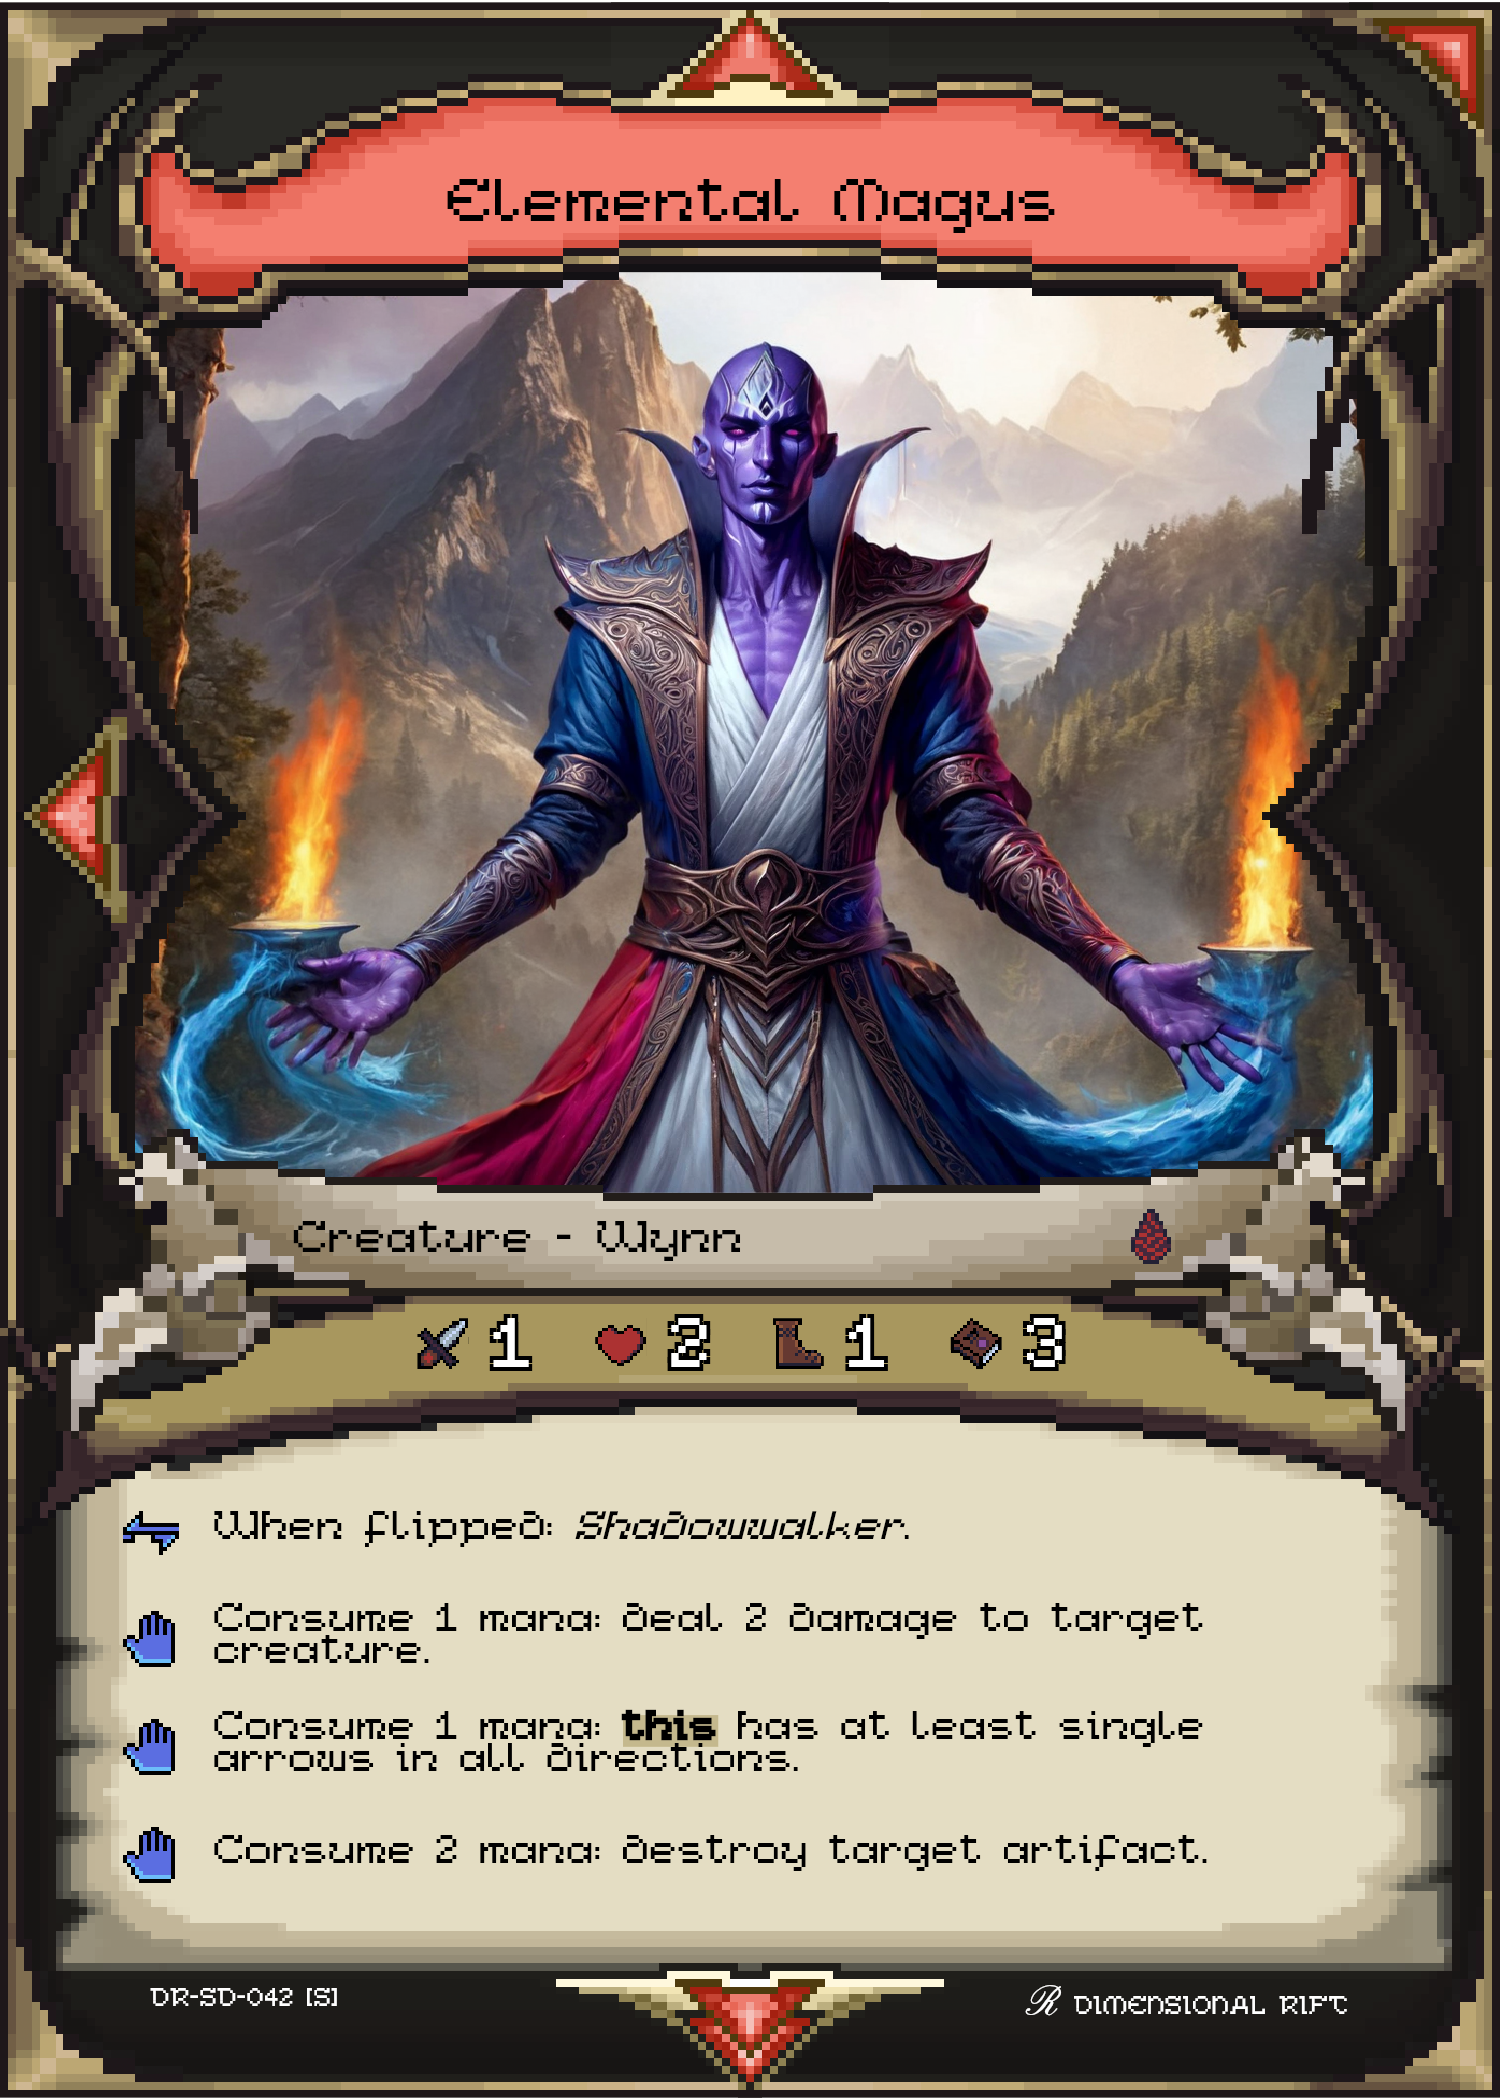 Elemental Magus
Creature - Wynn
1 2 1 3
When flipped: Shadowwalker.
Consume 1 mana: deal 2 damage to target
creature.
Consume 1 mana: this has at least single
arrows in all directions.
Consume 2 mana: destroy target artifact.
DR-SD-042 [S]
R DIMENSIONAL RIFT